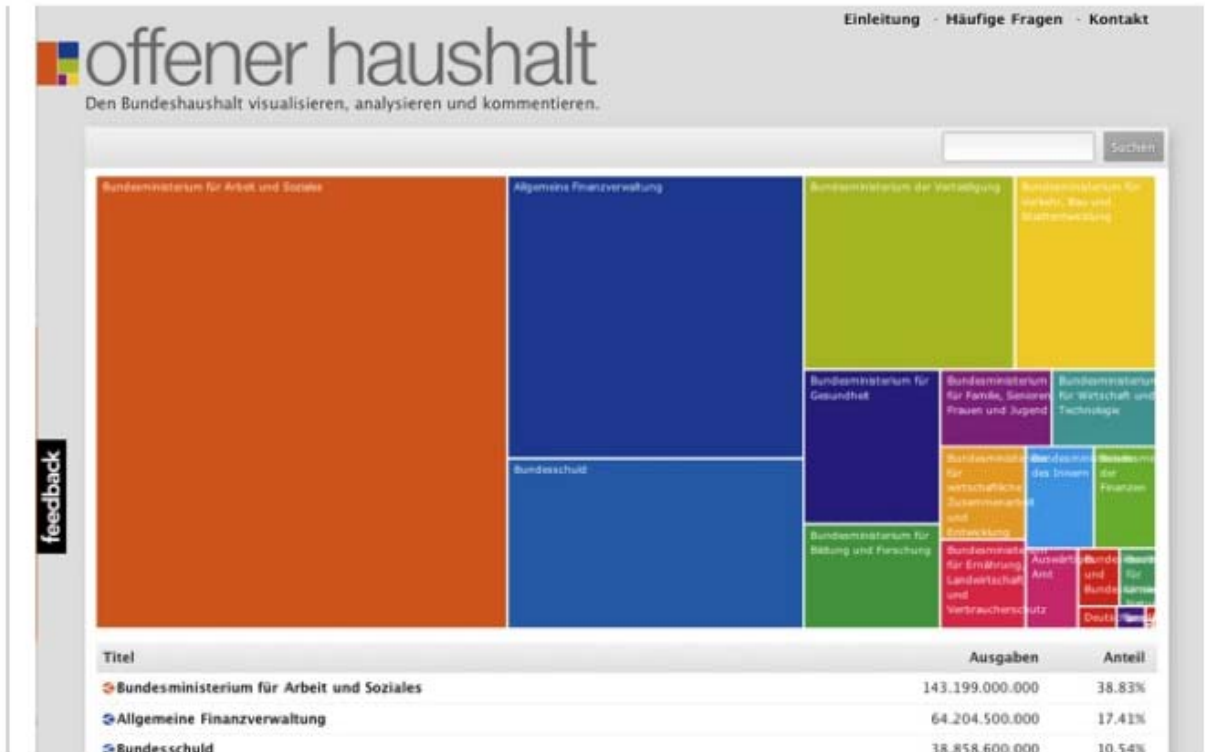 Einleitung · Häufige Fragen · Kontakt
offener haushalt
Den Bundeshaushalt visualisieren, analysieren und kommentieren.
Suchen
Bundesministerium für Arbeit und Soziales
Allgemeine Finanzverwaltung
Bundesministerium der Verteidigung
Bundesministerium für
Verkehr, Bau und
Stadtentwicklung
Bundesschuld
Bundesministerium für
Gesundheit
Bundesministerium
für Familie, Senioren
Frauen und Jugend
Bundesministerium
für Wirtschaft und
Technologie
für
wirtschaftliche
Zusammenarbeit
und
Entwicklung
des Innern
der
Finanzen
Bundesministerium für
Bildung und Forschung
Bundesministerium
für Ernährung,
Landwirtschaft
und
Verbraucherschutz
Amt
und
für
feedback
Titel Ausgaben Anteil
Bundesministerium für Arbeit und Soziales 143.199.000.000 38.83%
Allgemeine Finanzverwaltung 64.204.500.000 17.41%
Bundesschuld 38.858.600.000 10.54%